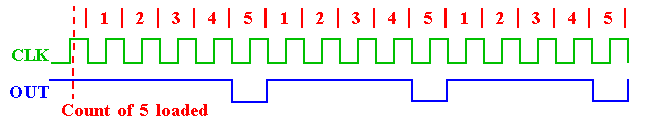 | 1 | 2 | 3 | 4 | 5 | 1 | 2 | 3 | 4 | 5 | 1 | 2 | 3 | 4 | 5 |
CLK
OUT
Count of 5 loaded